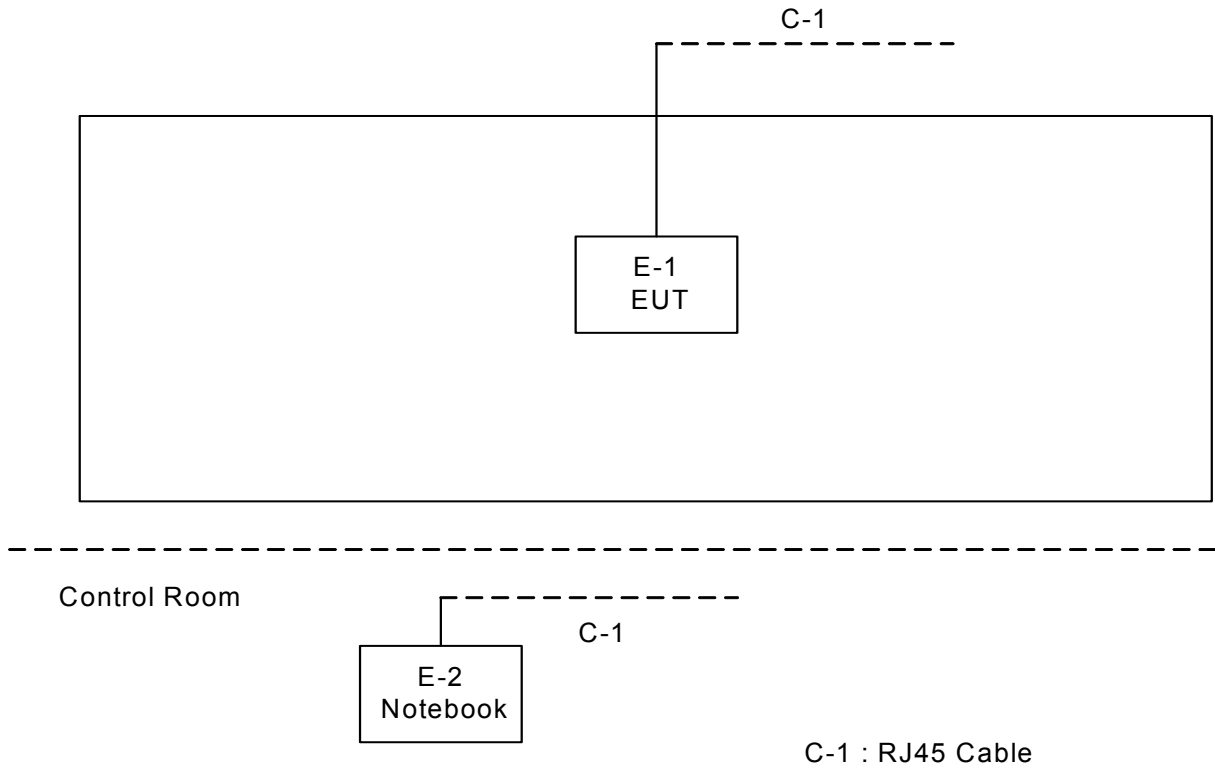 C-1
E-1
EUT
Control Room
C-1
E-2
Notebook
C-1 : RJ45 Cable